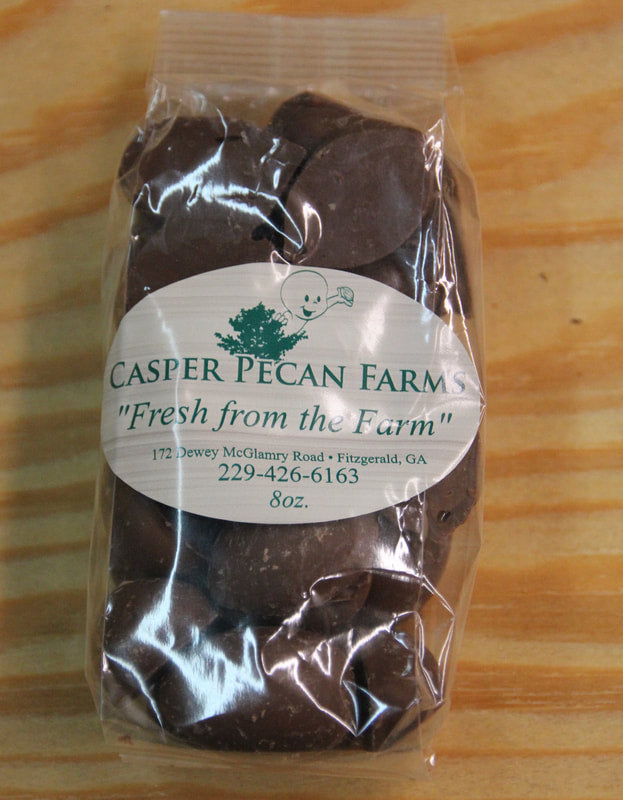 CASPER PECAN FARMS
"Fresh from the Farm"
172 Dewey McGlamry Road • Fitzgerald, GA
229-426-6163
8oz.